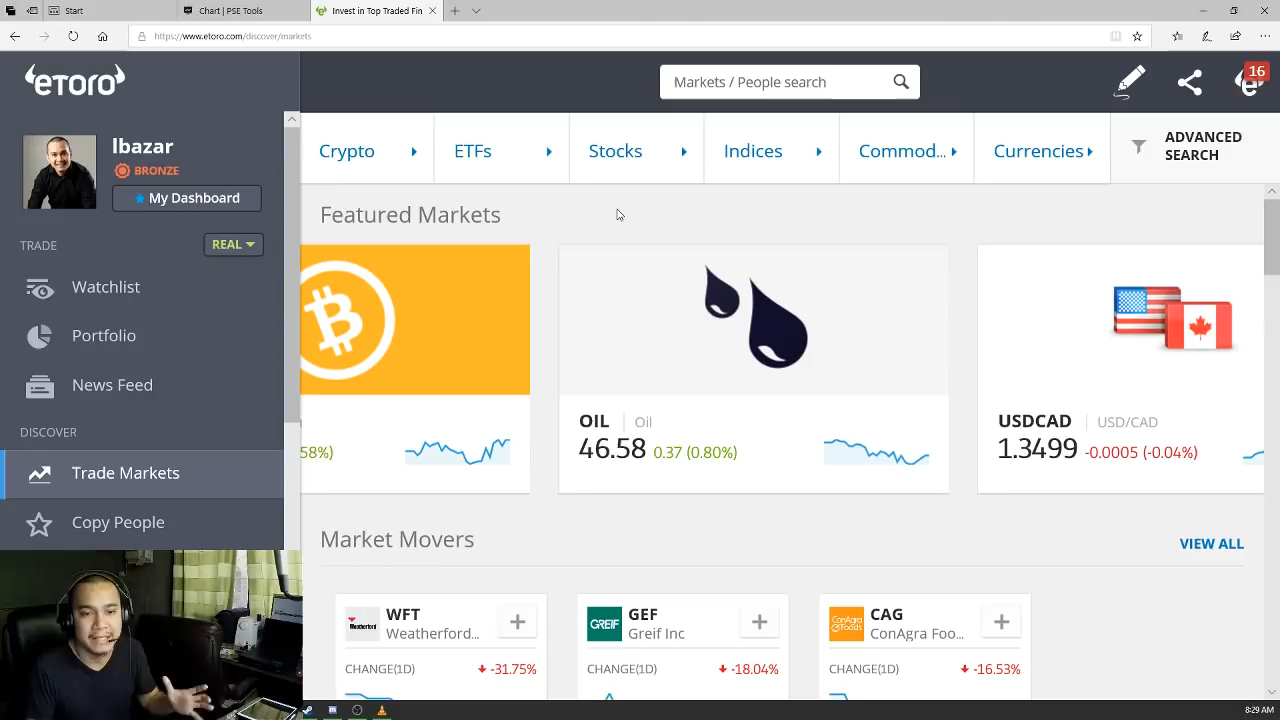 Start
Chart | PSE Tools
Invest in Top Traded Fin
https://www.etoro.com/discover/markets
eToro
lbazar
BRONZE
My Dashboard
TRADE
REAL
Watchlist
Portfolio
News Feed
DISCOVER
Trade Markets
Copy People
Markets / People search
16
Crypto
ETFs
Stocks
Indices
Commod...
Currencies
ADVANCED
SEARCH
Featured Markets
58%)
OIL Oil
46.58 0.37 (0.80%)
USDCAD USD/CAD
1.3499 -0.0005 (-0.04%)
Market Movers
VIEW ALL
Weatherford
WFT
Weatherford...
CHANGE(1D) -31.75%
GREIF
GEF
Greif Inc
CHANGE(1D) -18.04%
ConAgra
Foods
CAG
ConAgra Foo...
CHANGE(1D) -16.53%
8:29 AM